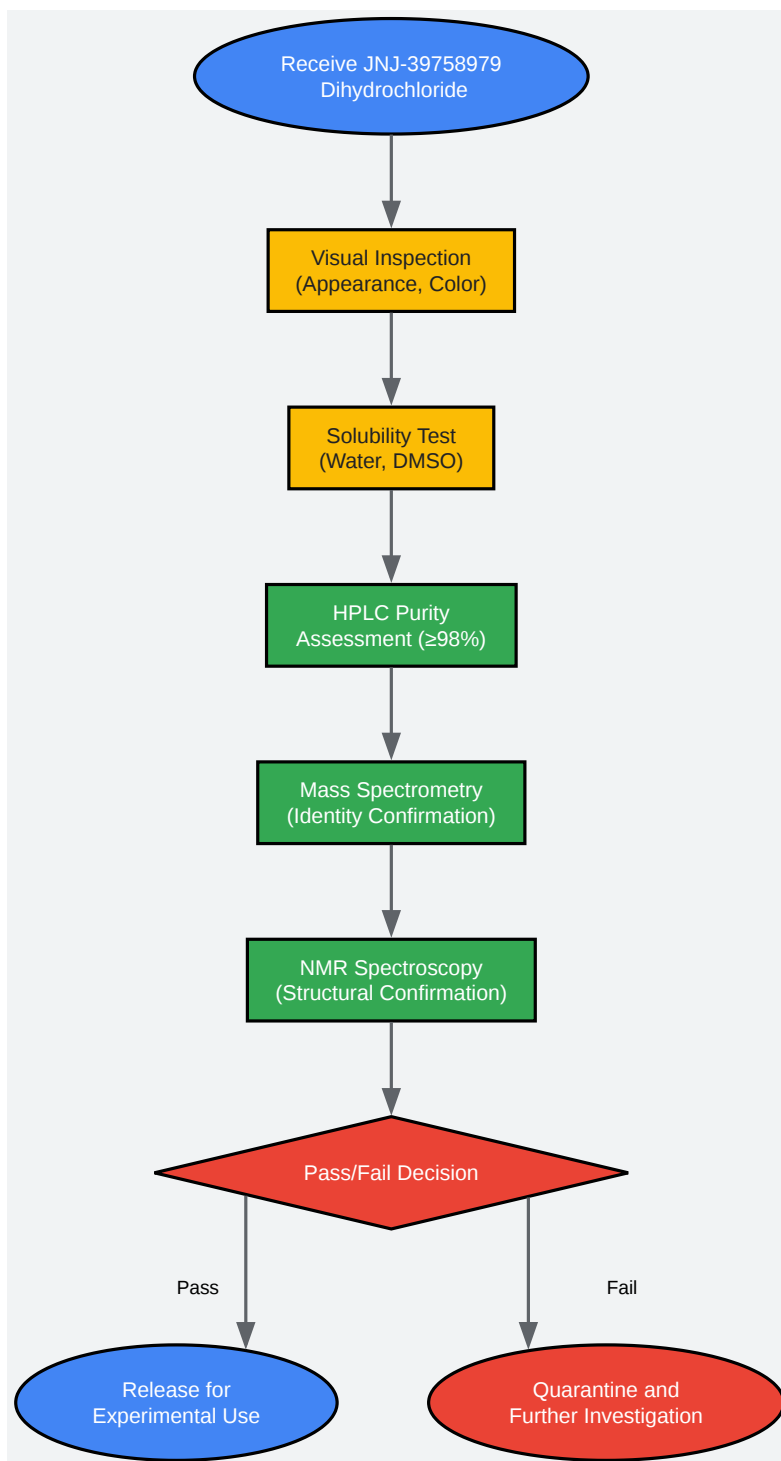 Receive JNJ-39758979
Dihydrochloride
Visual Inspection
(Appearance, Color)
Solubility Test
(Water, DMSO)
HPLC Purity
Assessment (≥98%)
Mass Spectrometry
(Identity Confirmation)
NMR Spectroscopy
(Structural Confirmation)
Pass/Fail Decision
Pass
Fail
Release for
Experimental Use
Quarantine and
Further Investigation